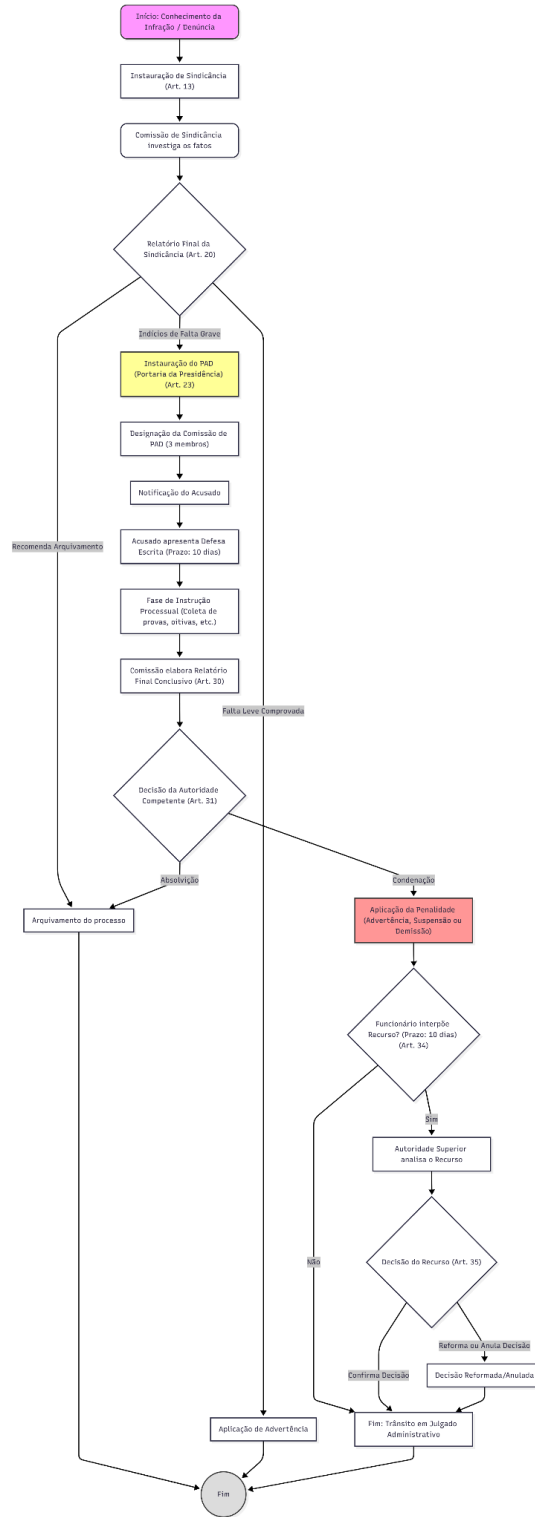 Início: Conhecimento da
Infração / Denúncia
Instauração de Sindicância
(Art. 13)
Comissão de Sindicância
investiga os fatos
Relatório Final da
Sindicância (Art. 20)
Indícios de Falta Grave
Instauração do PAD
(Portaria da Presidência)
(Art. 23)
Designação da Comissão de
PAD (3 membros)
Notificação do Acusado
Recomenda Arquivamento
Acusado apresenta Defesa
Escrita (Prazo: 10 dias)
Fase de Instrução
Processual (Coleta de
provas, oitivas, etc.)
Comissão elabora Relatório
Final Conclusivo (Art. 30)
Falta Leve Comprovada
Decisão da Autoridade
Competente (Art. 31)
Absolvição
Condenação
Arquivamento do processo
Aplicação da Penalidade
(Advertência, Suspensão ou
Demissão)
Funcionário interpõe
Recurso? (Prazo: 10 dias)
(Art. 34)
Sim
Autoridade Superior
analisa o Recurso
Não
Decisão do Recurso (Art. 35)
Reforma ou Anula Decisão
Confirma Decisão
Decisão Reformada/Anulada
Aplicação de Advertência
Fim: Trânsito em Julgado
Administrativo
Fim